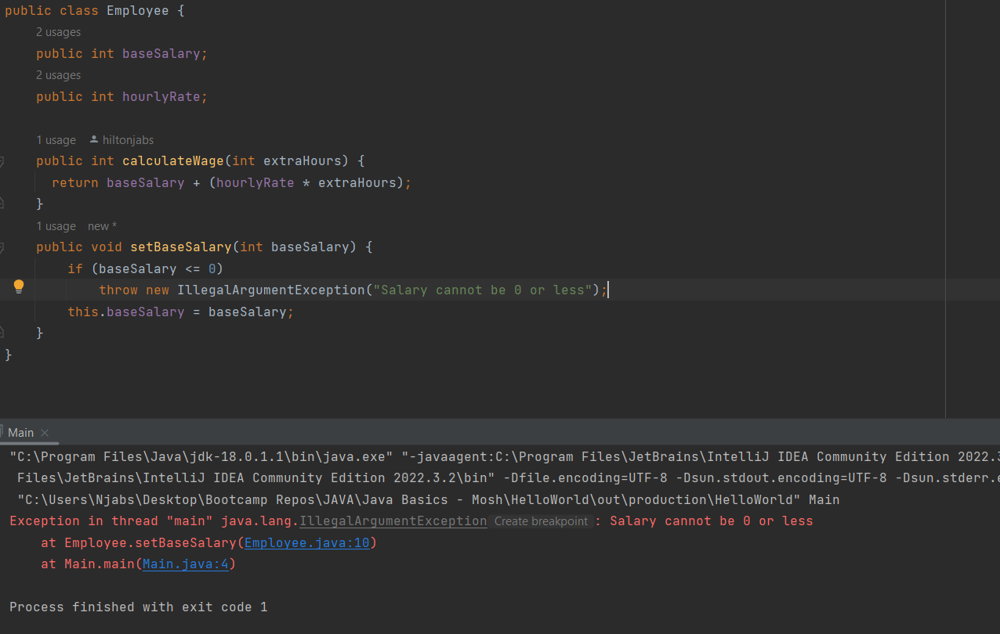 public class Employee {
2 usages
public int baseSalary;
2 usages
public int hourlyRate;
1 usage hiltonjabs
public int calculateWage(int extraHours) {
return baseSalary + (hourlyRate * extraHours);
}
1 usage new *
public void setBaseSalary(int baseSalary) {
if (baseSalary <= 0)
throw new IllegalArgumentException("Salary cannot be 0 or less");
this.baseSalary = baseSalary;
}
}
Main
"C:\Program Files\Java\jdk-18.0.1.1\bin\java.exe" "-javaagent:C:\Program Files\JetBrains\IntelliJ IDEA Community Edition 2022.3
Files\JetBrains\IntelliJ IDEA Community Edition 2022.3.2\bin" -Dfile.encoding=UTF-8 -Dsun.stdout.encoding=UTF-8 -Dsun.stderr.e
"C:\Users\Njabs\Desktop\Bootcamp Repos\JAVA\Java Basics - Mosh\HelloWorld\out\production\HelloWorld" Main
Exception in thread "main" java.lang.IllegalArgumentException Create breakpoint : Salary cannot be 0 or less
at Employee.setBaseSalary(Employee.java:10)
at Main.main(Main.java:4)
Process finished with exit code 1